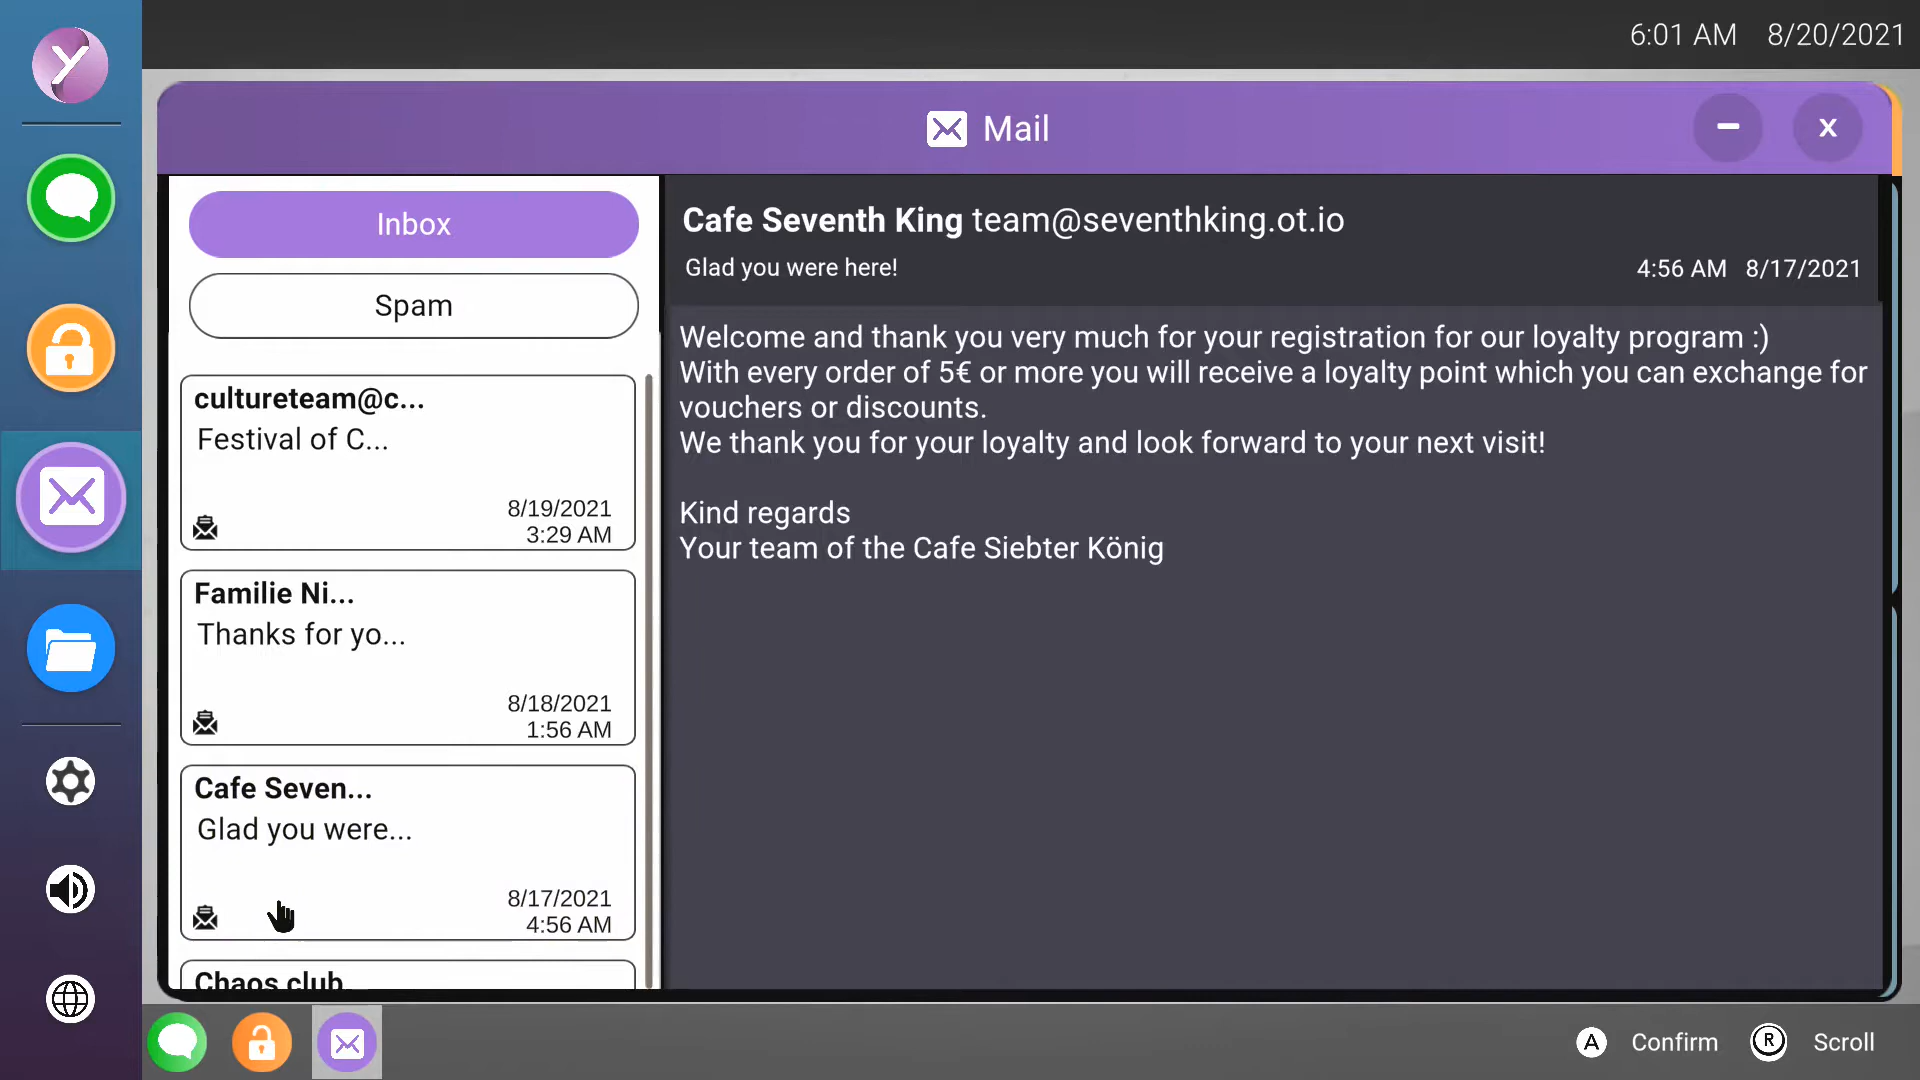 6:01 AM 8/20/2021
Mail
x
Inbox
Spam
cultureteam@c...
Festival of C...
8/19/2021
3:29 AM
Familie Ni...
Thanks for yo...
8/18/2021
1:56 AM
Cafe Seven...
Glad you were...
8/17/2021
4:56 AM
Chaos club
Cafe Seventh King team@seventhking.ot.io
Glad you were here!
4:56 AM 8/17/2021
Welcome and thank you very much for your registration for our loyalty program :)
With every order of 5€ or more you will receive a loyalty point which you can exchange for
vouchers or discounts.
We thank you for your loyalty and look forward to your next visit!
Kind regards
Your team of the Cafe Siebter König
A Confirm R Scroll